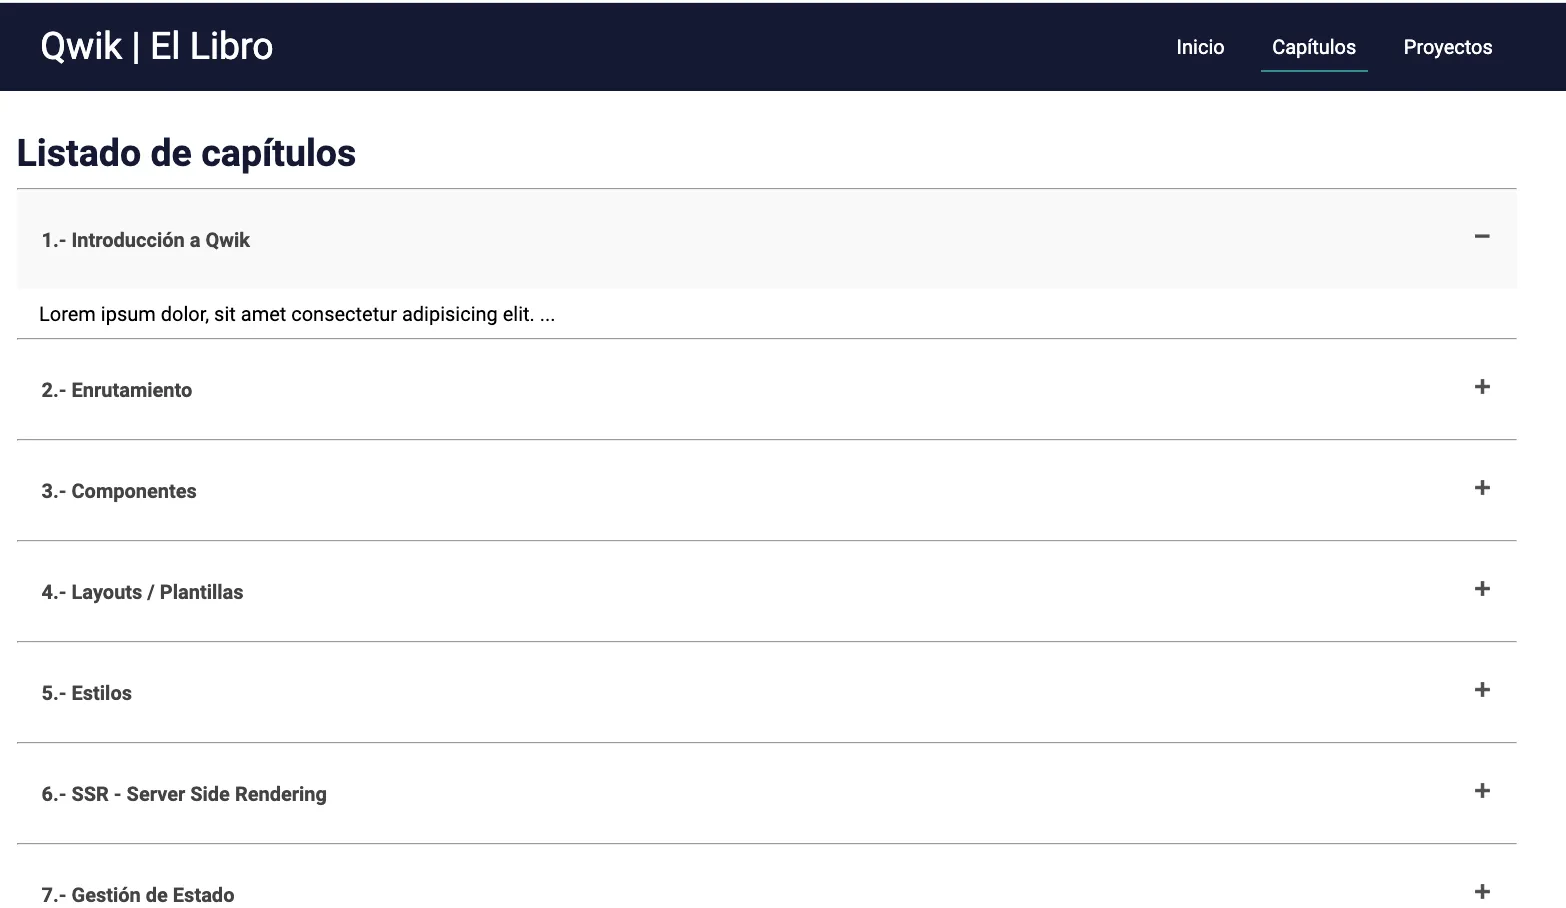 Qwik | El Libro
Inicio Capítulos Proyectos
Listado de capítulos
1.- Introducción a Qwik
Lorem ipsum dolor, sit amet consectetur adipisicing elit. ...
2.- Enrutamiento
3.- Componentes
4.- Layouts / Plantillas
5.- Estilos
6.- SSR - Server Side Rendering
7.- Gestión de Estado